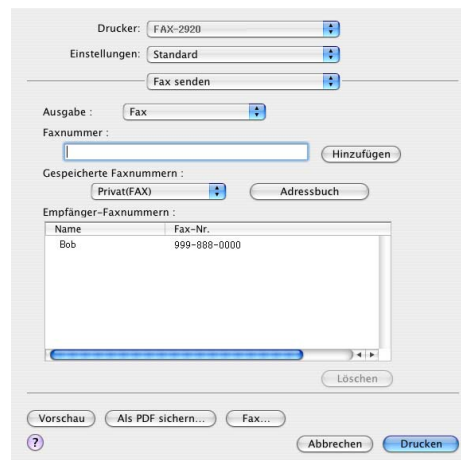 Drucker: FAX-2920
Einstellungen: Standard
Fax senden
Ausgabe : Fax
Faxnummer :
Hinzufügen
Gespeicherte Faxnummern :
Privat(FAX) Adressbuch
Empfänger-Faxnummern :
Name Fax-Nr.
Bob 999-888-0000
Löschen
Vorschau Als PDF sichern... Fax...
? Abbrechen Drucken